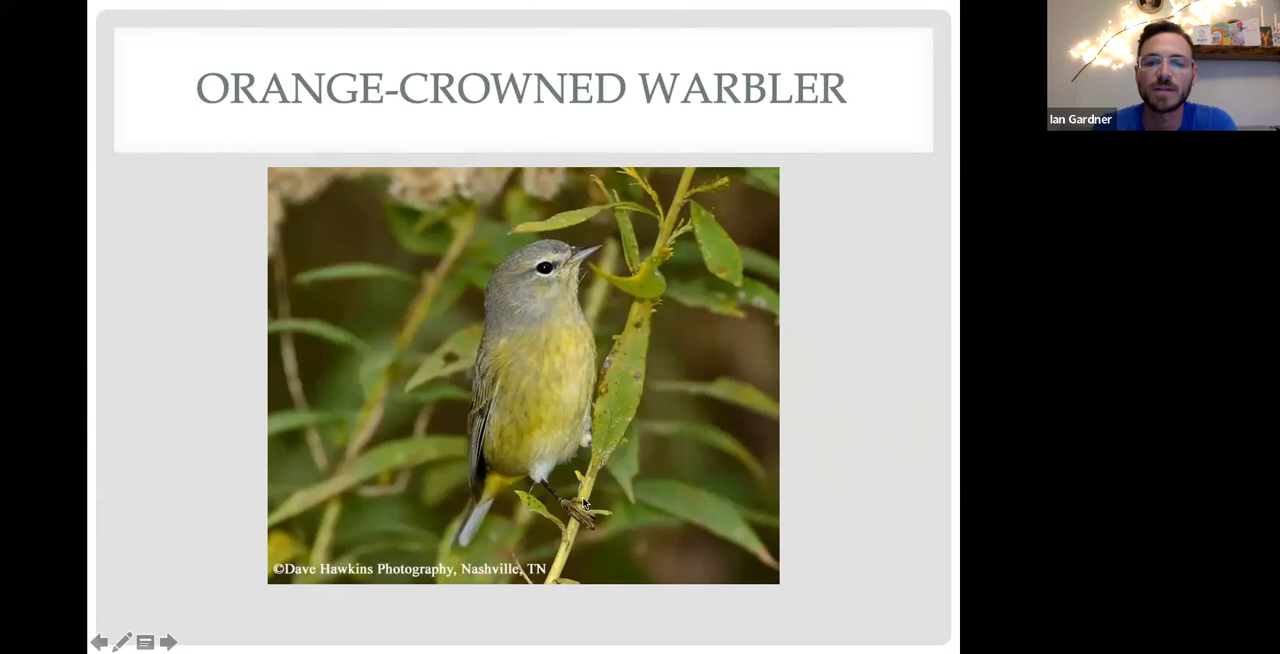 ORANGE-CROWNED WARBLER
Ian Gardner
©Dave Hawkins Photography, Nashville, TN